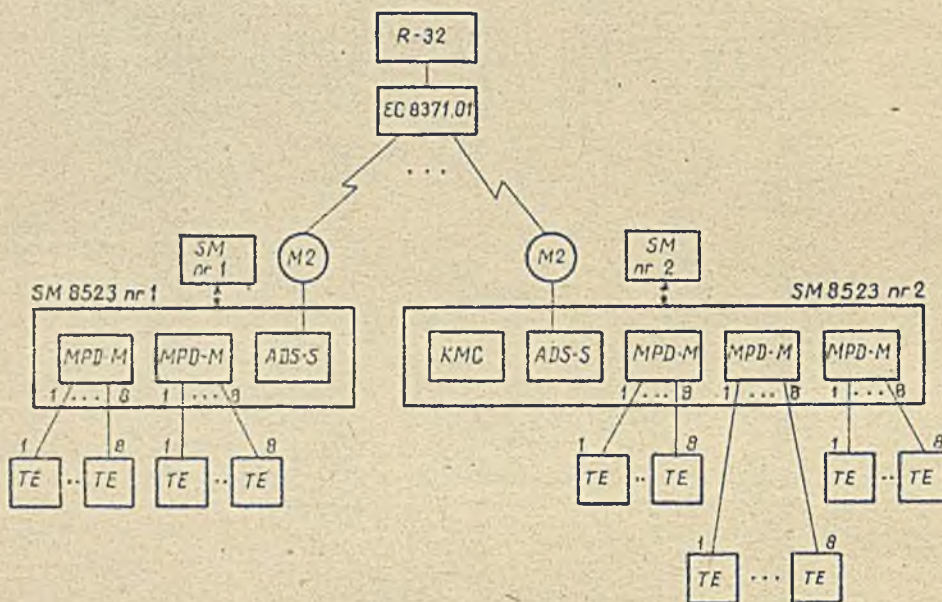 R-32
EC 8371.01
...
SM
nr 1
M2
M2
SM
nr 2
SM 8523 nr 1
SM 8523 nr 2
MPD-M
MPD-M
ADS-S
KMC
ADS-S
MPD-M
MPD-M
MPD-M
1 ... 8
1 ... 8
1 ... 8
1 ... 8
1 ... 8
1
8
1
8
1
8
1
8
TE .. TE
TE .. TE
TE .. TE
TE ... TE
1
8
TE ... TE